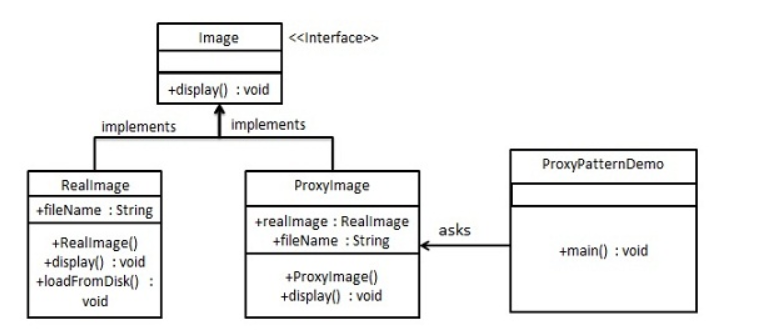 Image
<<Interface>>
+display() : void
implements
implements
RealImage
+fileName : String
+RealImage()
+display() : void
+loadFromDisk() :
void
ProxyImage
+realImage : RealImage
+fileName : String
+ProxyImage()
+display() : void
asks
ProxyPatternDemo
+main() : void